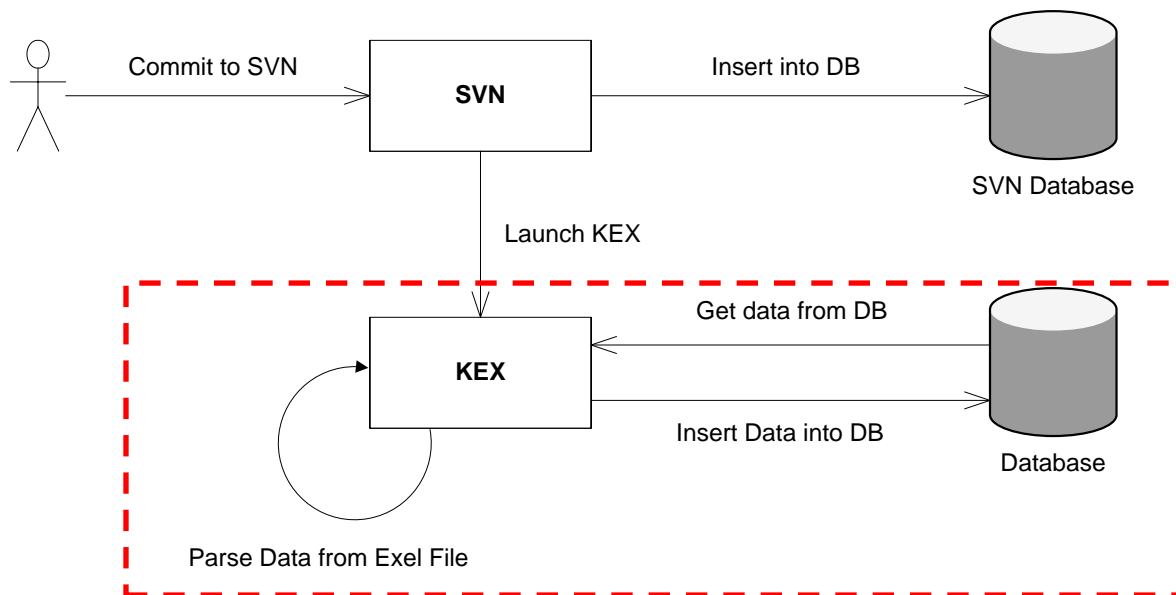 Commit to SVN
SVN
Insert into DB
SVN Database
Launch KEX
Get data from DB
KEX
Insert Data into DB
Database
Parse Data from Exel File